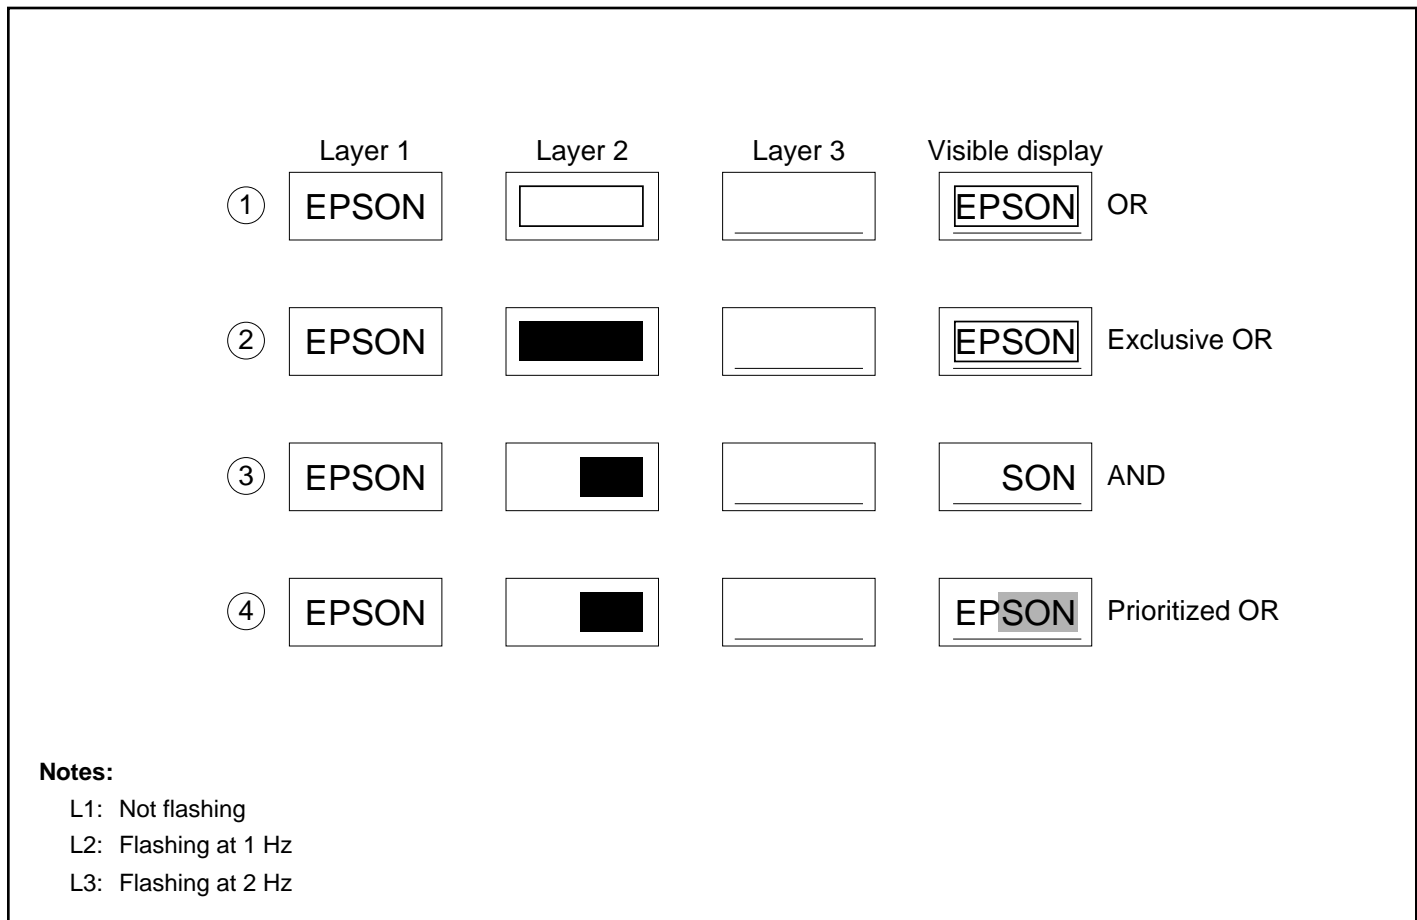 Layer 1 Layer 2 Layer 3 Visible display
1 EPSON EPSON OR
2 EPSON EPSON Exclusive OR
3 EPSON SON AND
4 EPSON EPSON Prioritized OR
Notes:
L1: Not flashing
L2: Flashing at 1 Hz
L3: Flashing at 2 Hz